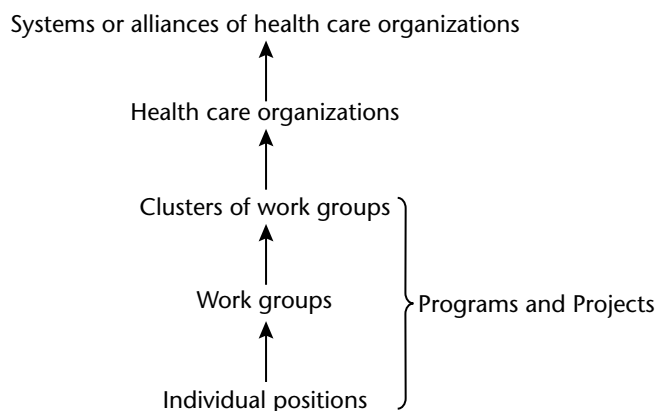 Systems or alliances of health care organizations
Health care organizations
Clusters of work groups
Work groups
Programs and Projects
Individual positions